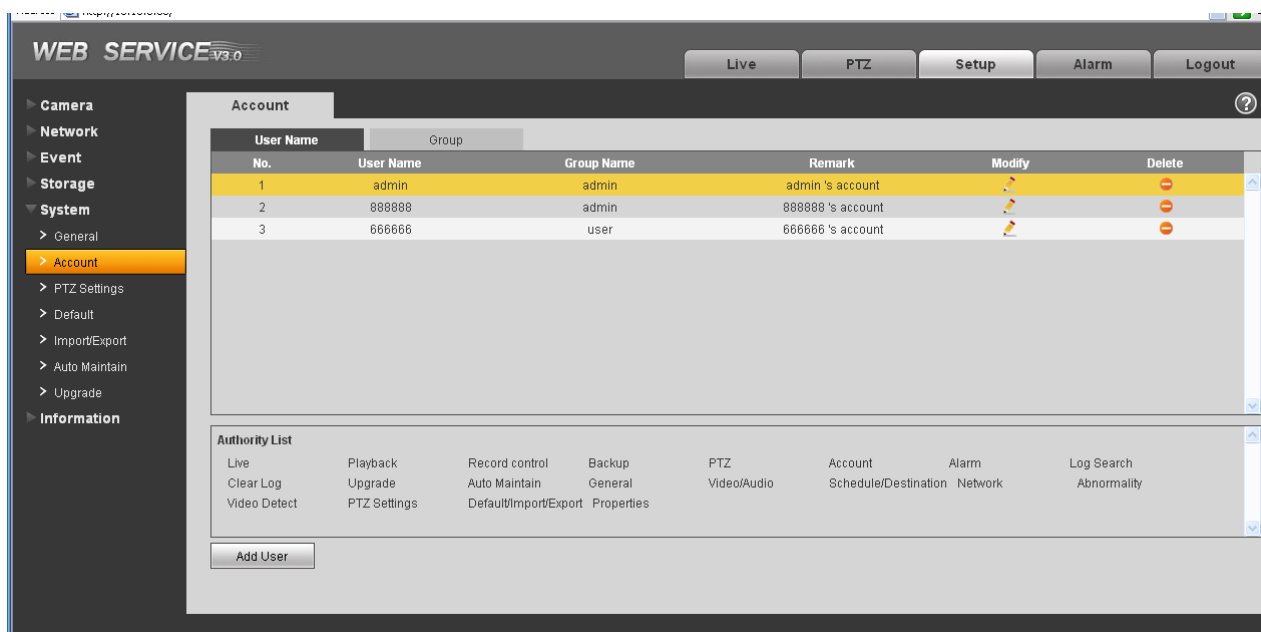 WEB SERVICE V3.0
Live PTZ Setup Alarm Logout
Camera
Network
Event
Storage
System
> General
> Account
> PTZ Settings
> Default
> Import/Export
> Auto Maintain
> Upgrade
Information
Account ?
User Name Group
No. User Name Group Name Remark Modify Delete
1 admin admin admin 's account
2 888888 admin 888888 's account
3 666666 user 666666 's account
Authority List
Live Playback Record control Backup PTZ Account Alarm Log Search
Clear Log Upgrade Auto Maintain General Video/Audio Schedule/Destination Network Abnormality
Video Detect PTZ Settings Default/Import/Export Properties
Add User